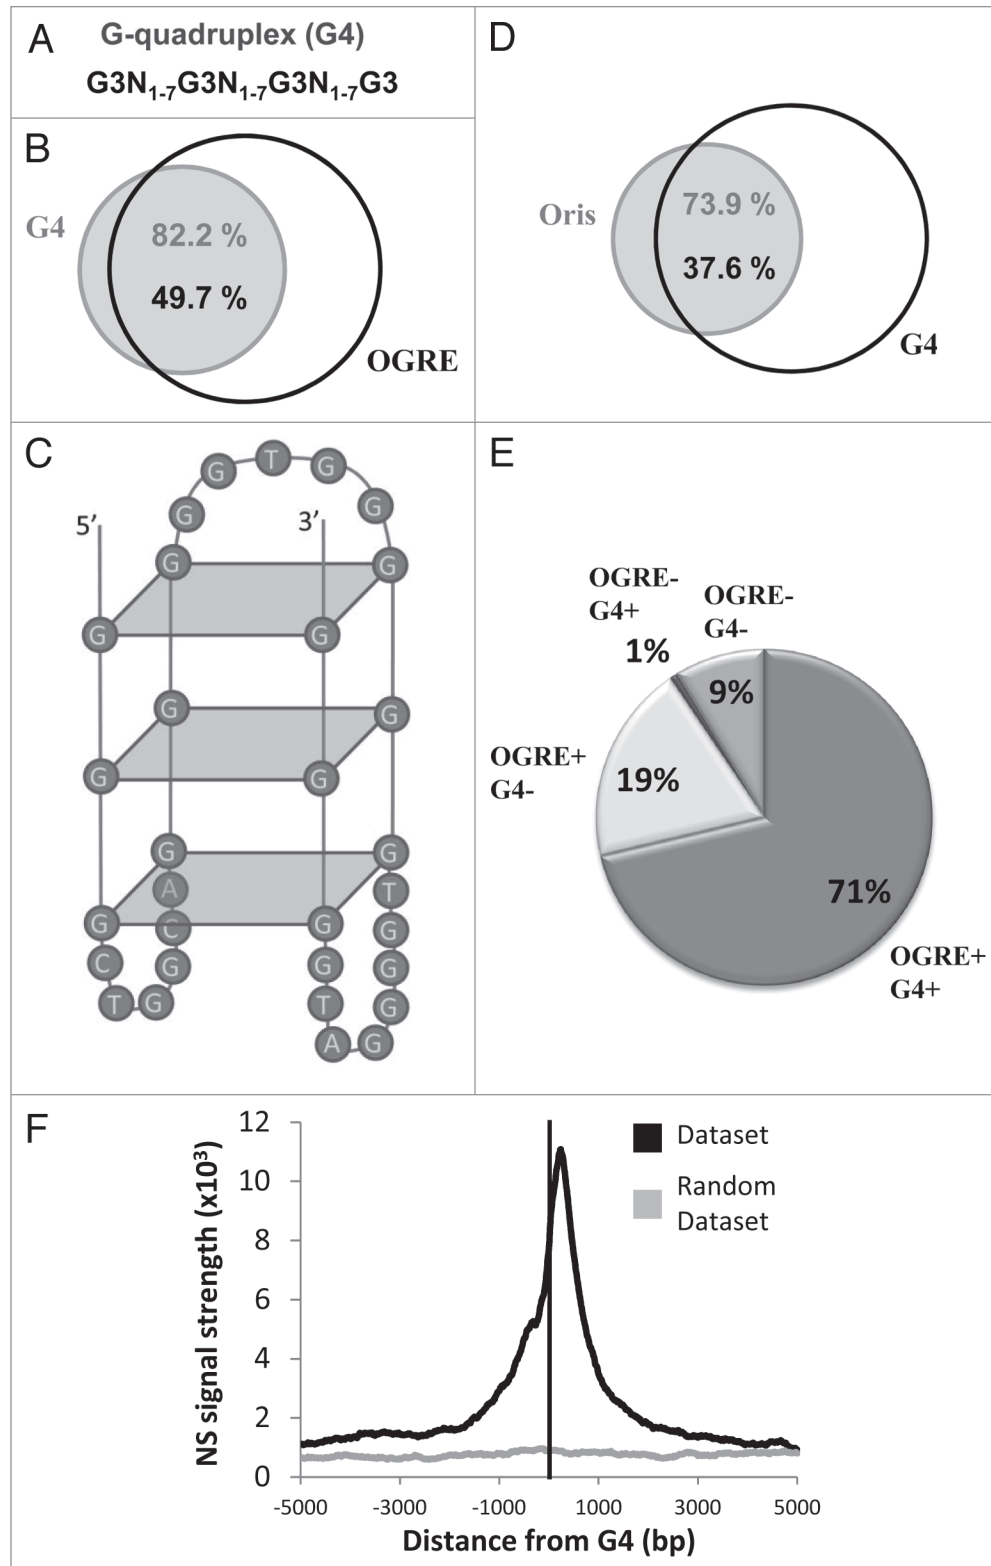 A
G-quadruplex (G4)
G3N1-7G3N1-7G3N1-7G3
B
G4
82.2 %
49.7 %
OGRE
C
G T G
G G
5’ 3’
G G
G G
G G
G G
G G
A T
G C G G
C G G G
T G T G
A G
D
Oris
73.9 %
37.6 %
G4
E
OGRE-
G4+
1%
OGRE-
G4-
9%
OGRE+
G4-
19%
71%
OGRE+
G4+
F
NS signal strength (x10³)
12
10
8
6
4
2
0
Dataset
Random
Dataset
-5000 -3000 -1000 1000 3000 5000
Distance from G4 (bp)